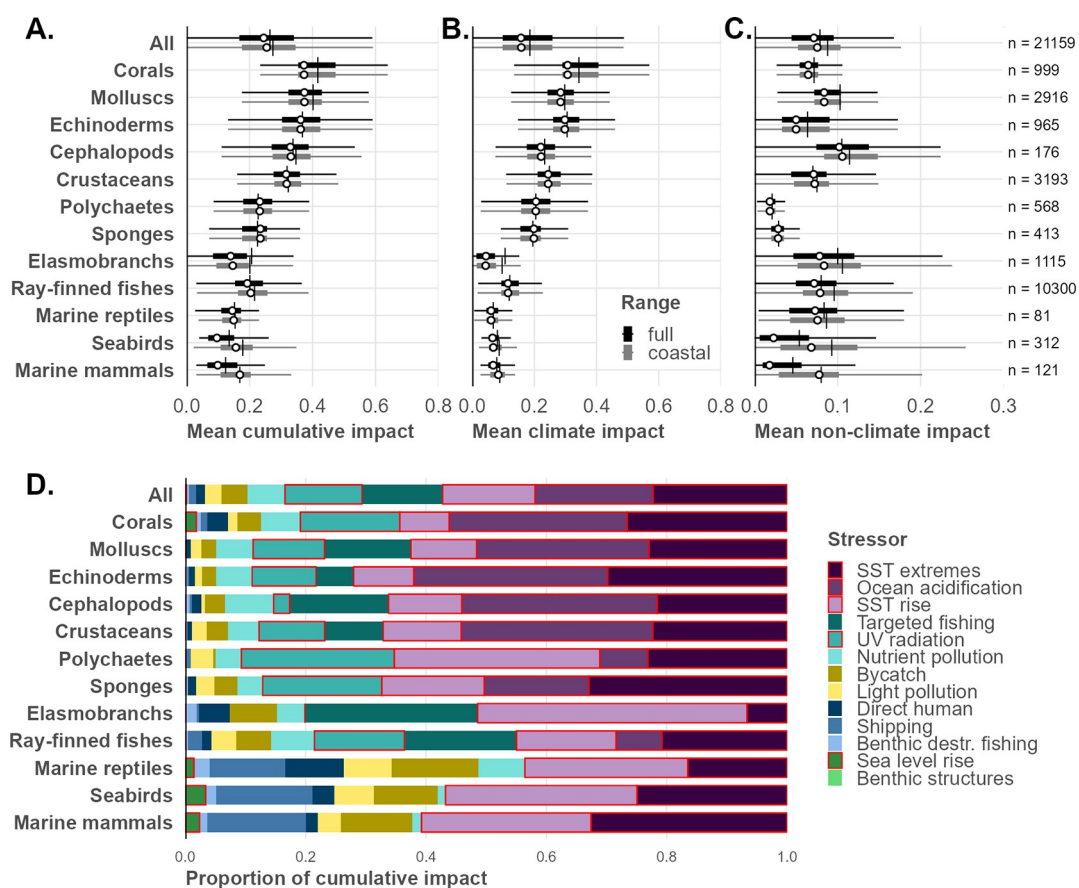 A.
B.
C.
All
n = 21159
Corals
n = 999
Molluscs
n = 2916
Echinoderms
n = 965
Cephalopods
n = 176
Crustaceans
n = 3193
Polychaetes
n = 568
Sponges
n = 413
Elasmobranchs
n = 1115
Ray-finned fishes
n = 10300
Marine reptiles
n = 81
Seabirds
n = 312
Marine mammals
n = 121
Range
full
coastal
0.0 0.2 0.4 0.6 0.8
0.0 0.2 0.4 0.6 0.8
0.0 0.1 0.2 0.3
Mean cumulative impact
Mean climate impact
Mean non-climate impact
D.
All
Corals
Molluscs
Echinoderms
Cephalopods
Crustaceans
Polychaetes
Sponges
Elasmobranchs
Ray-finned fishes
Marine reptiles
Seabirds
Marine mammals
0.0 0.2 0.4 0.6 0.8 1.0
Proportion of cumulative impact
Stressor
SST extremes
Ocean acidification
SST rise
Targeted fishing
UV radiation
Nutrient pollution
Bycatch
Light pollution
Direct human
Shipping
Benthic destr. fishing
Sea level rise
Benthic structures